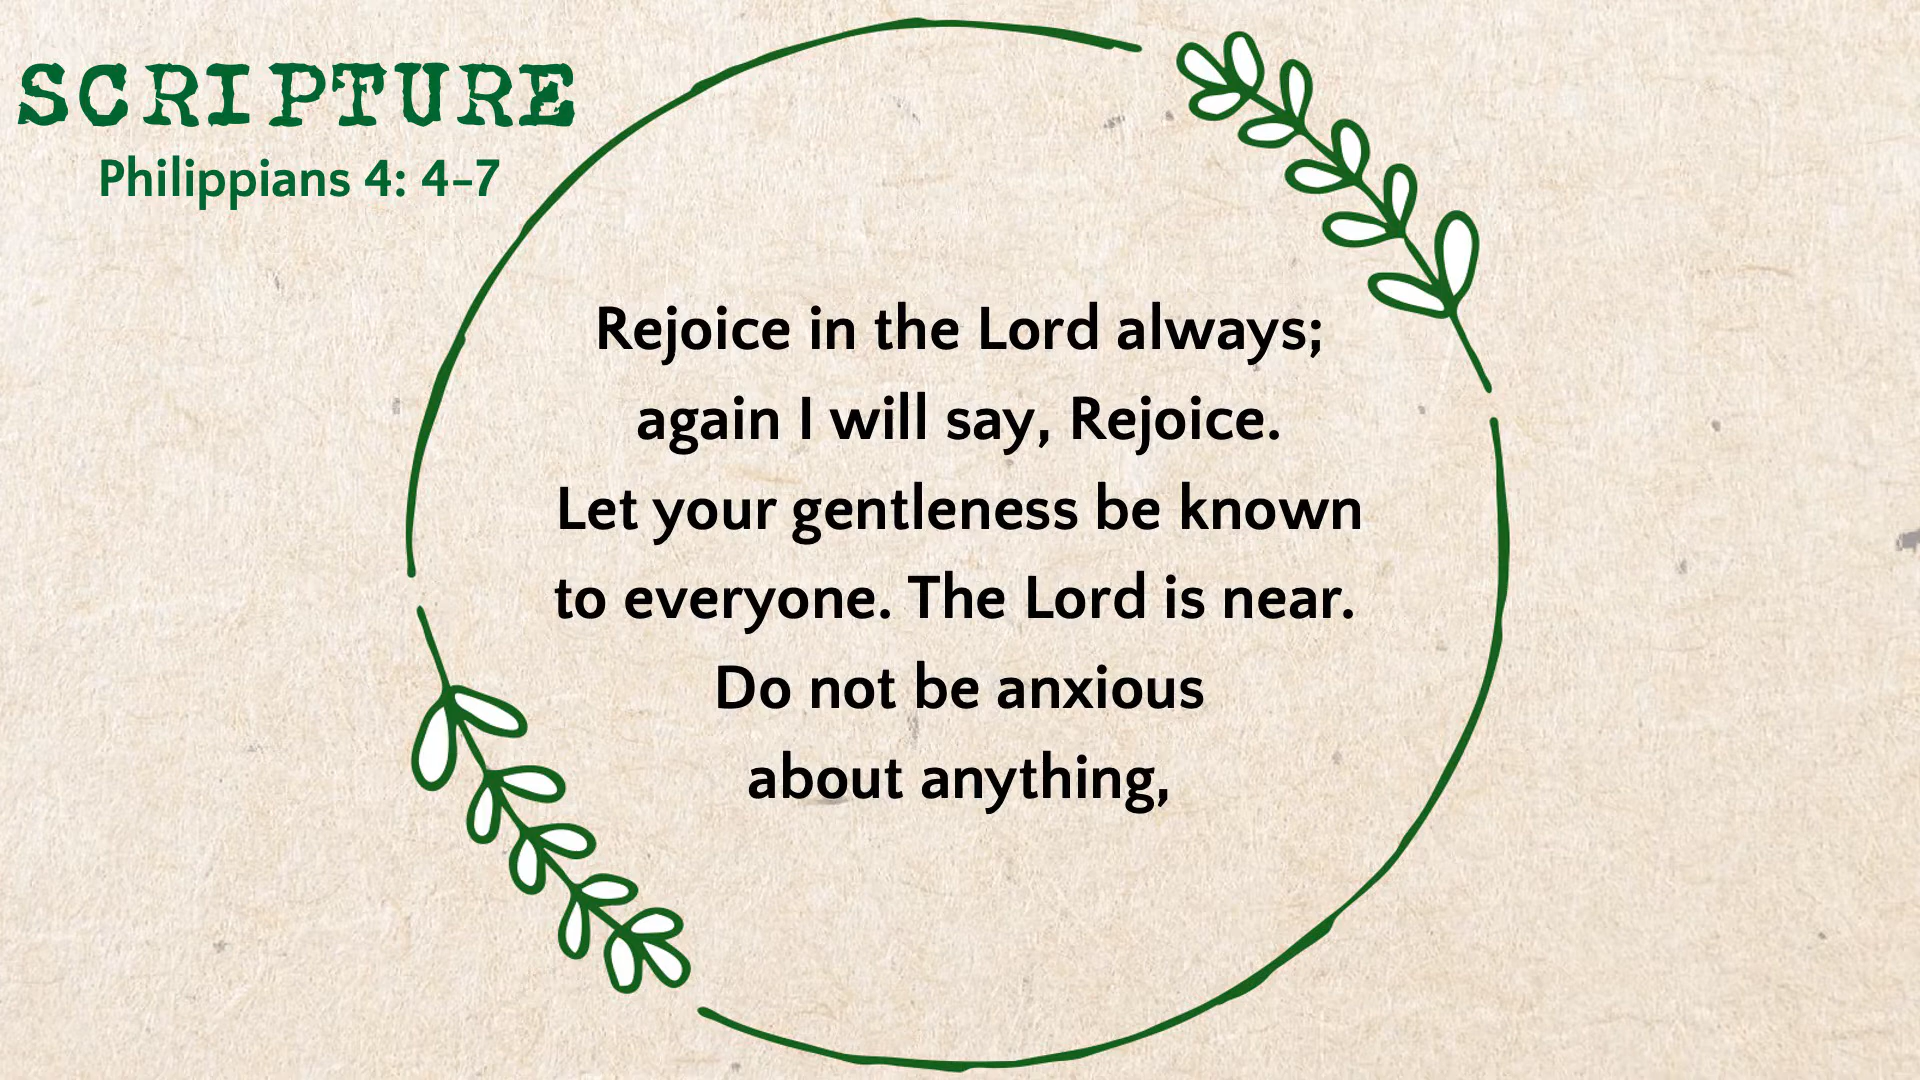 SCRIPTURE
Philippians 4: 4-7
Rejoice in the Lord always;
again I will say, Rejoice.
Let your gentleness be known
to everyone. The Lord is near.
Do not be anxious
about anything,